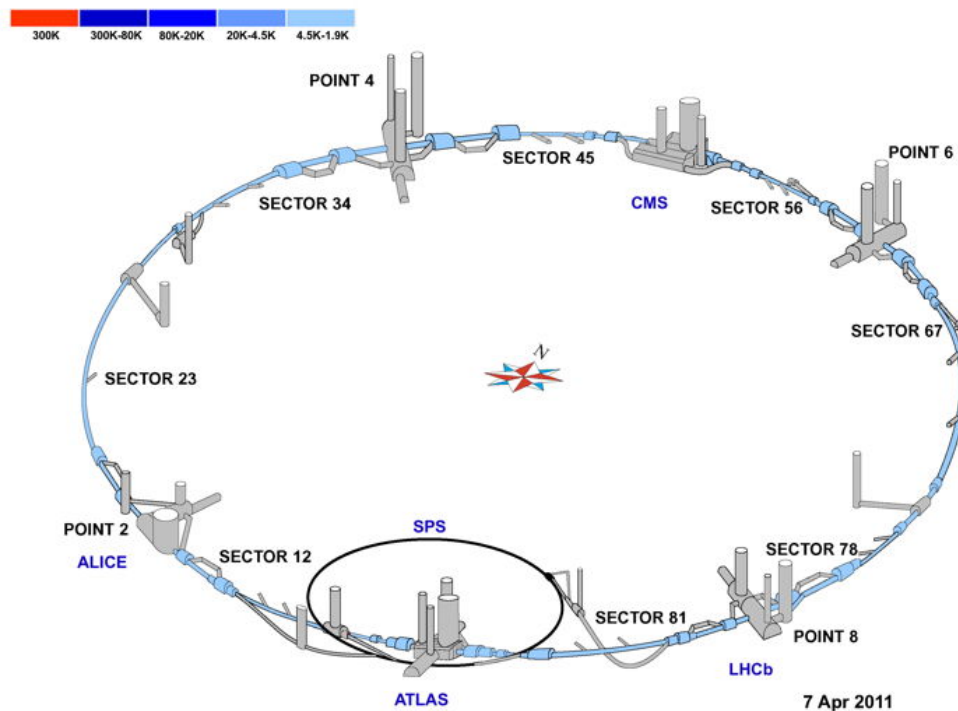 300K 300K-80K 80K-20K 20K-4.5K 4.5K-1.9K
POINT 4
SECTOR 45
POINT 6
SECTOR 34
CMS
SECTOR 56
SECTOR 67
N
SECTOR 23
POINT 2
SPS
ALICE
SECTOR 12
SECTOR 78
SECTOR 81
POINT 8
LHCb
ATLAS
7 Apr 2011